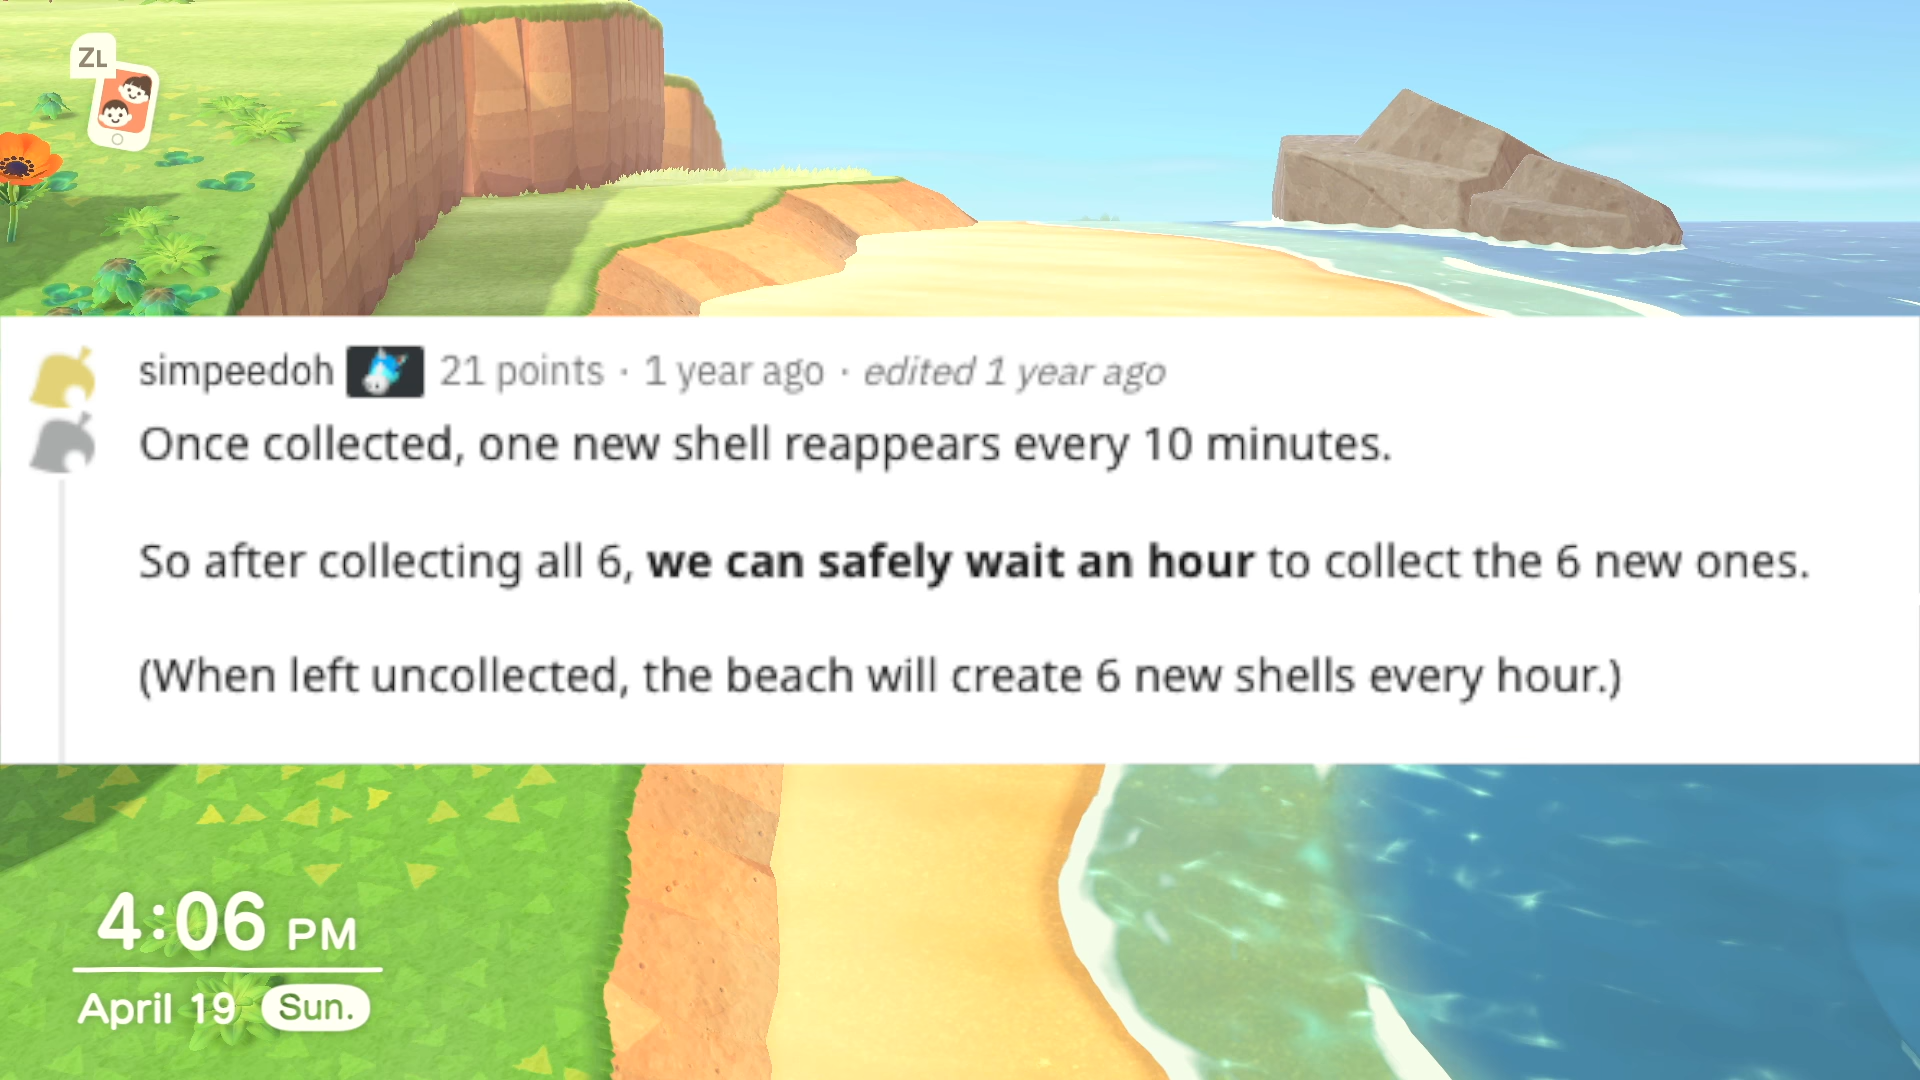 ZL
simpeedoh 21 points · 1 year ago · edited 1 year ago
Once collected, one new shell reappears every 10 minutes.
So after collecting all 6, we can safely wait an hour to collect the 6 new ones.
(When left uncollected, the beach will create 6 new shells every hour.)
4:06 PM
April 19 Sun.